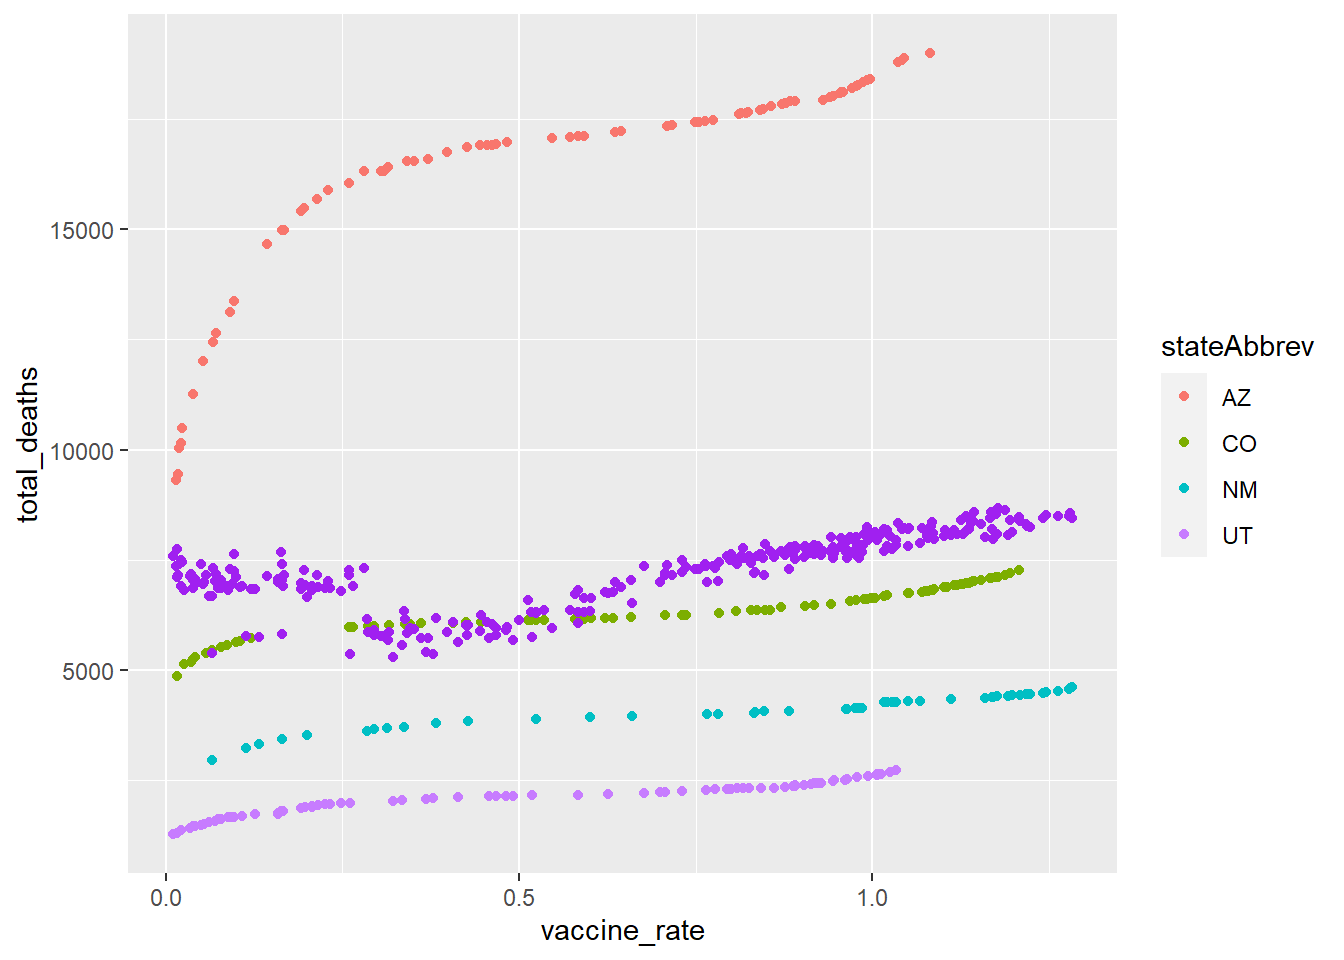 15000
10000
5000
total_deaths
0.0
0.5
1.0
vaccine_rate
stateAbbrev
AZ
CO
NM
UT